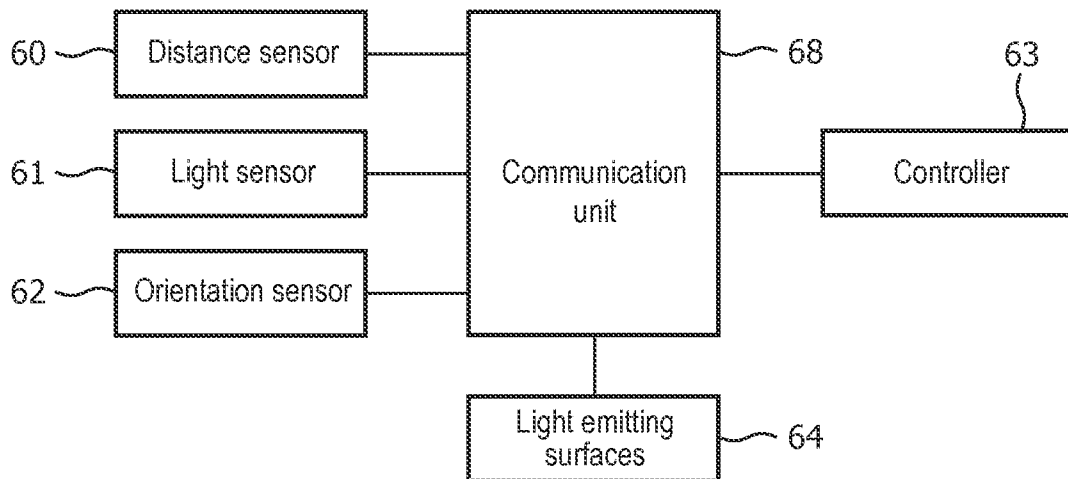 60
Distance sensor
61
Light sensor
62
Orientation sensor
Communication
unit
68
63
Controller
Light emitting
surfaces
64